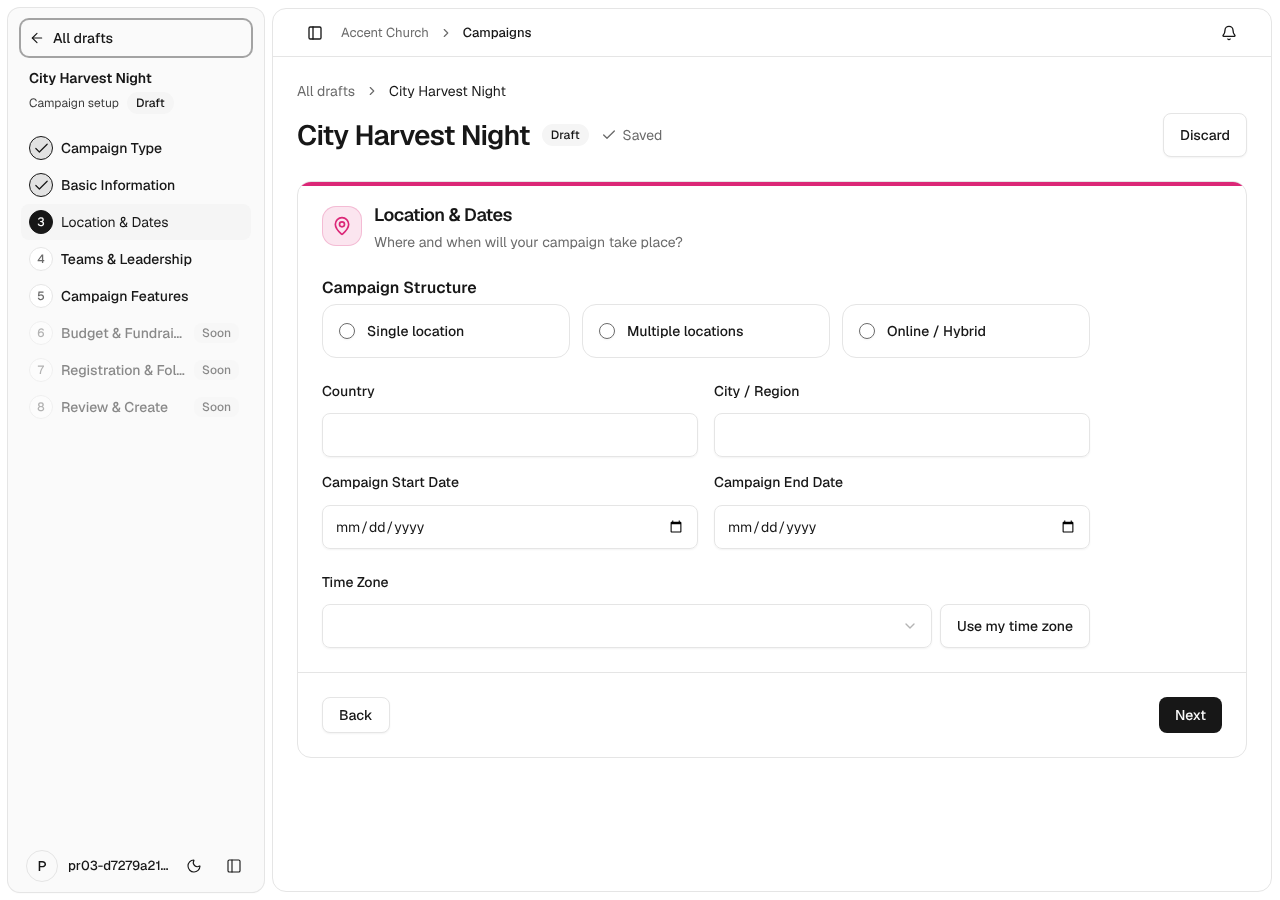 All drafts
City Harvest Night
Campaign setup Draft
Campaign Type
Basic Information
3 Location & Dates
4 Teams & Leadership
5 Campaign Features
6 Budget & Fundrai... Soon
7 Registration & Fol... Soon
8 Review & Create Soon
P pr03-d7279a21...
Accent Church > Campaigns
All drafts > City Harvest Night
City Harvest Night Draft Saved
Discard
Location & Dates
Where and when will your campaign take place?
Campaign Structure
Single location
Multiple locations
Online / Hybrid
Country
City / Region
Campaign Start Date
Campaign End Date
mm/dd/yyyy
mm/dd/yyyy
Time Zone
Use my time zone
Back
Next